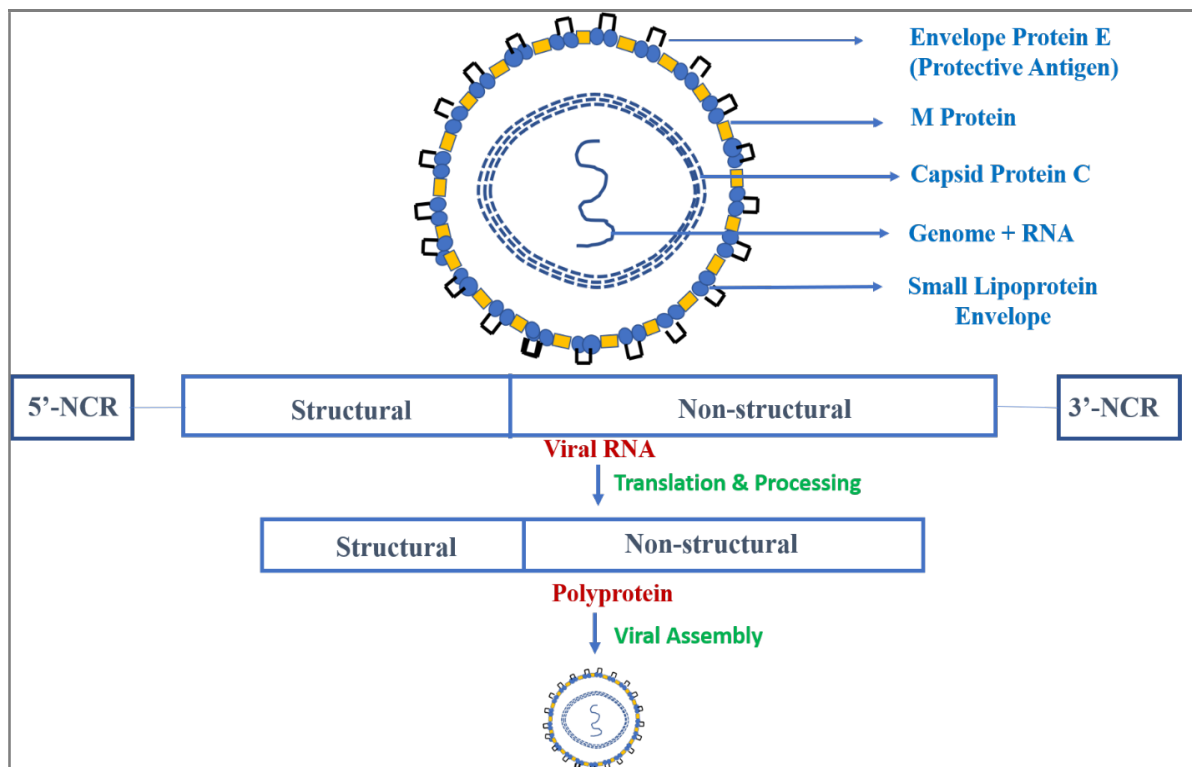 Envelope Protein E
(Protective Antigen)
M Protein
Capsid Protein C
Genome + RNA
Small Lipoprotein
Envelope
5’-NCR
Structural
Non-structural
3’-NCR
Viral RNA
Translation & Processing
Structural
Non-structural
Polyprotein
Viral Assembly